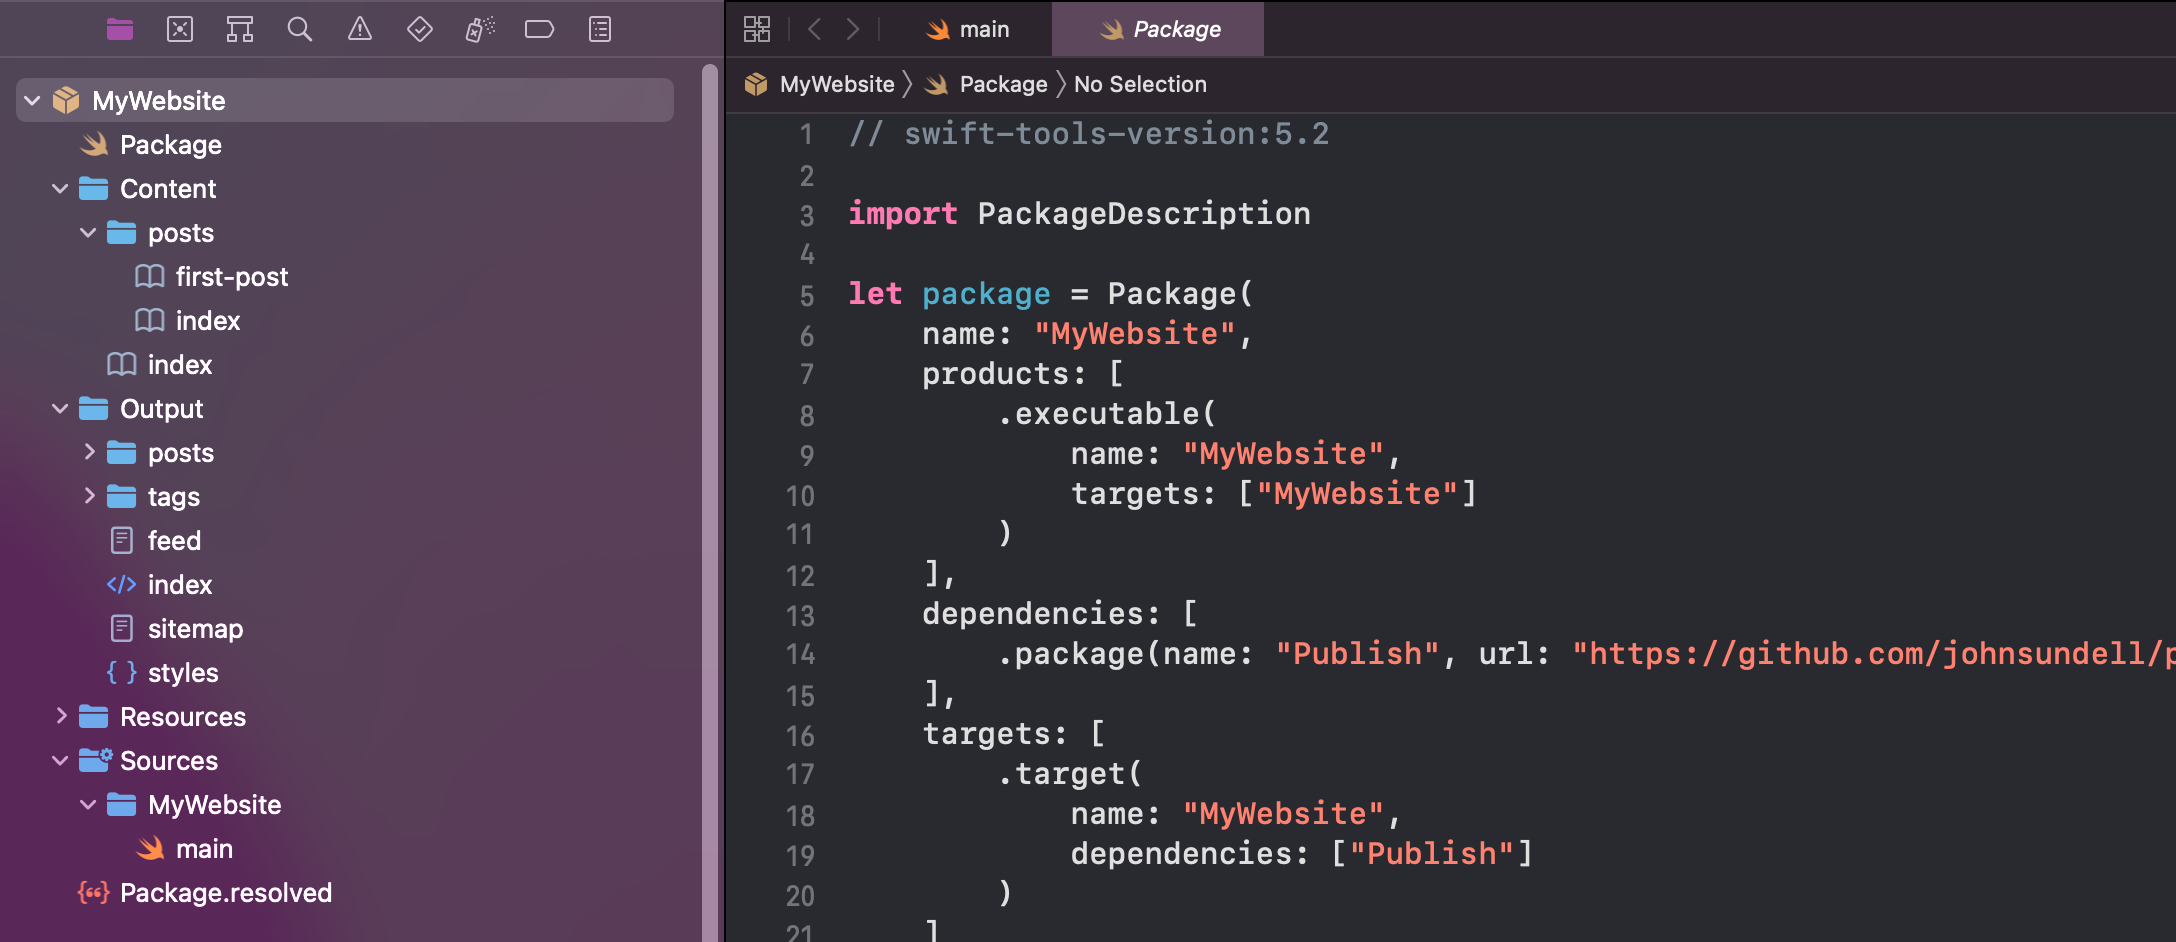 MyWebsite
Package
Content
posts
first-post
index
index
Output
posts
tags
feed
index
sitemap
styles
Resources
Sources
MyWebsite
main
Package.resolved
main
Package
MyWebsite
Package
No Selection
1 // swift-tools-version:5.2
2
3 import PackageDescription
4
5 let package = Package(
6 name: "MyWebsite",
7 products: [
8 .executable(
9 name: "MyWebsite",
10 targets: ["MyWebsite"]
11 )
12 ],
13 dependencies: [
14 .package(name: "Publish", url: "https://github.com/johnsundell/p
15 ],
16 targets: [
17 .target(
18 name: "MyWebsite",
19 dependencies: ["Publish"]
20 )
21 ]